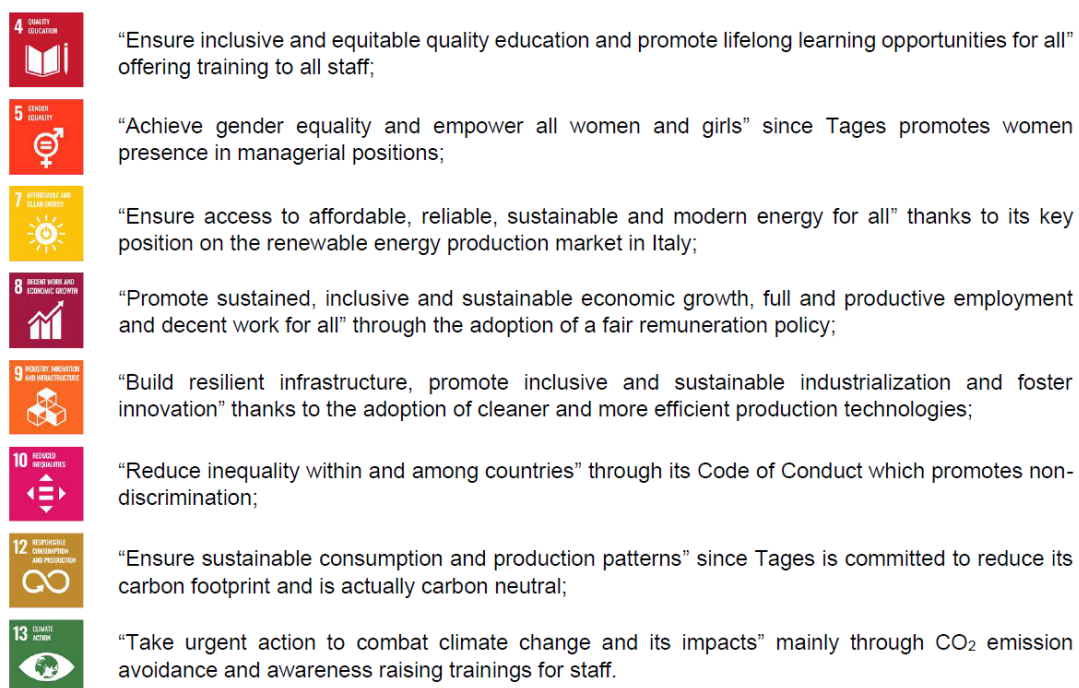 4 QUALITY
EDUCATION
“Ensure inclusive and equitable quality education and promote lifelong learning opportunities for all”
offering training to all staff;
5 GENDER
EQUALITY
“Achieve gender equality and empower all women and girls” since Tages promotes women
presence in managerial positions;
7 AFFORDABLE AND
CLEAN ENERGY
“Ensure access to affordable, reliable, sustainable and modern energy for all” thanks to its key
position on the renewable energy production market in Italy;
8 DECENT WORK AND
ECONOMIC GROWTH
“Promote sustained, inclusive and sustainable economic growth, full and productive employment
and decent work for all” through the adoption of a fair remuneration policy;
9 INDUSTRY, INNOVATION
AND INFRASTRUCTURE
“Build resilient infrastructure, promote inclusive and sustainable industrialization and foster
innovation” thanks to the adoption of cleaner and more efficient production technologies;
10 REDUCED
INEQUALITIES
“Reduce inequality within and among countries” through its Code of Conduct which promotes non-
discrimination;
12 RESPONSIBLE
CONSUMPTION
AND PRODUCTION
“Ensure sustainable consumption and production patterns” since Tages is committed to reduce its
carbon footprint and is actually carbon neutral;
13 CLIMATE
ACTION
“Take urgent action to combat climate change and its impacts” mainly through CO₂ emission
avoidance and awareness raising trainings for staff.